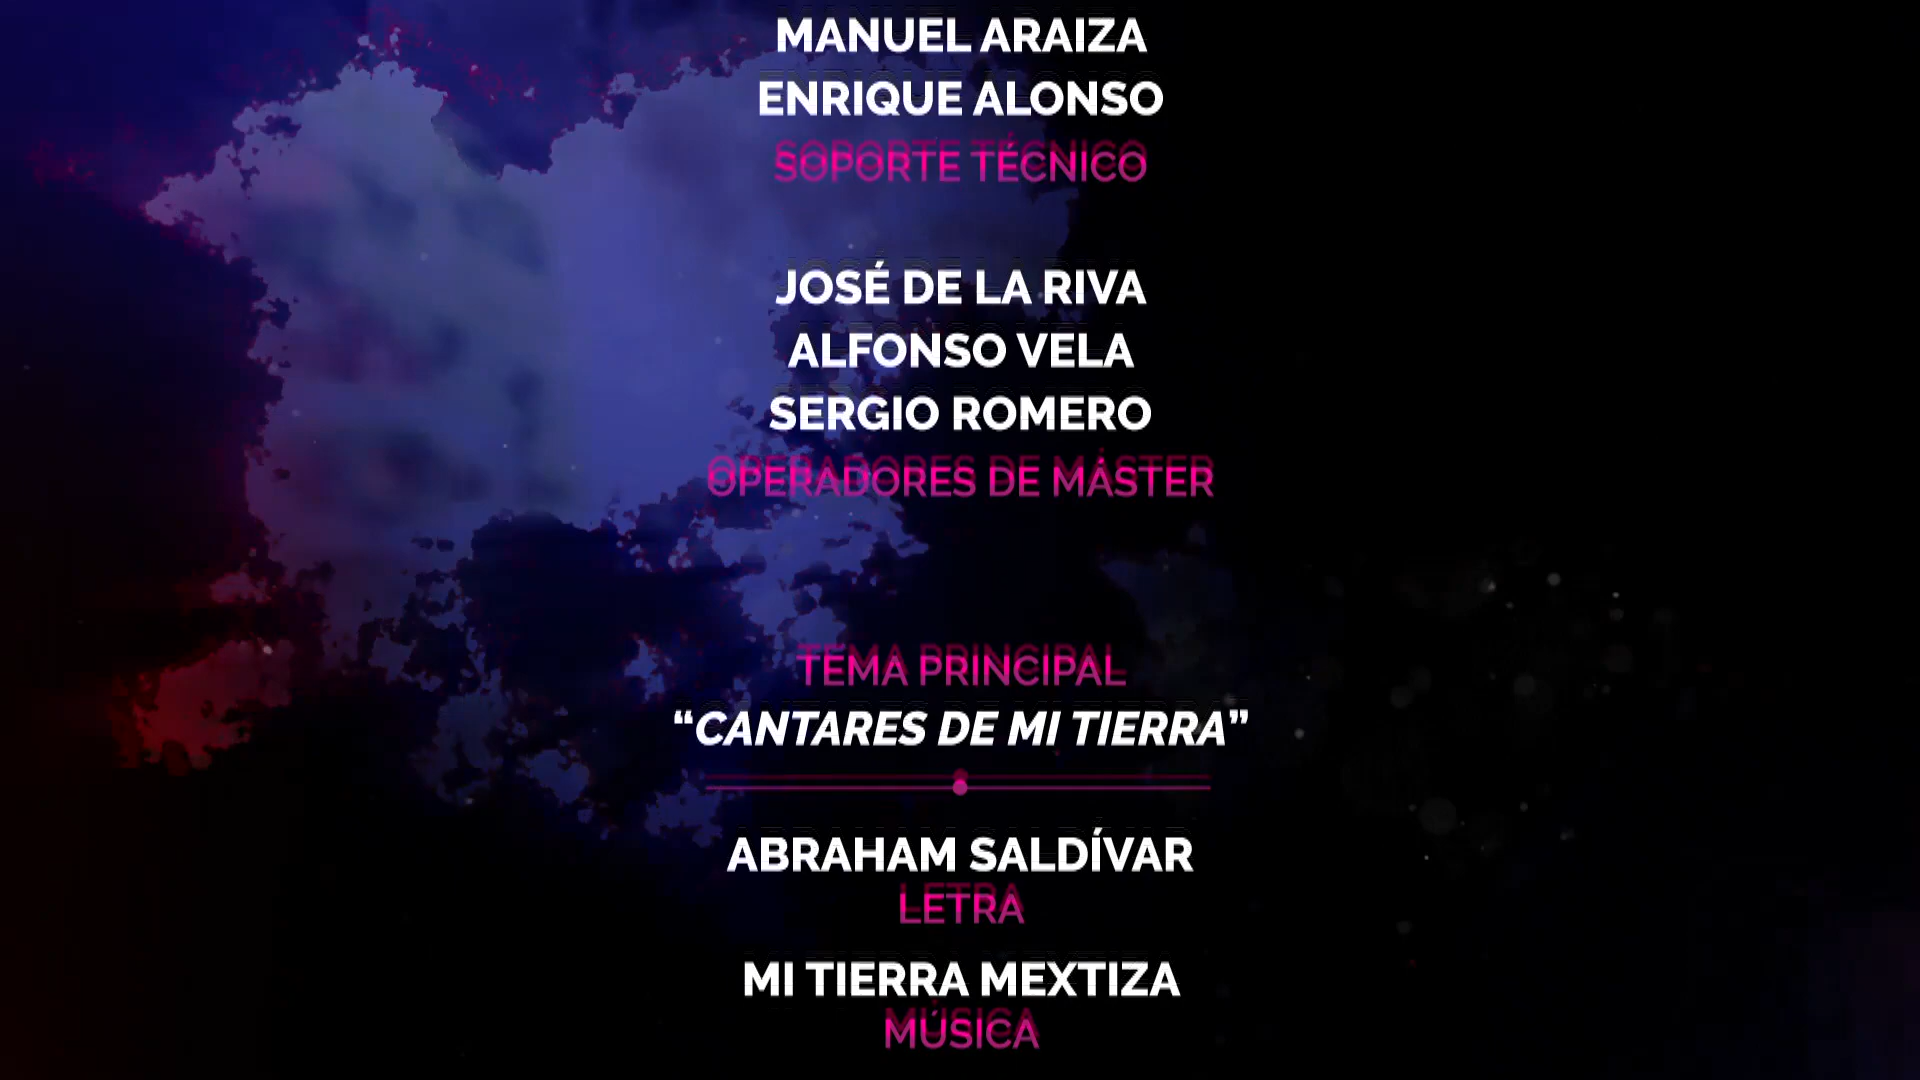 MANUEL ARAIZA
ENRIQUE ALONSO
SOPORTE TÉCNICO
JOSÉ DE LA RIVA
ALFONSO VELA
SERGIO ROMERO
OPERADORES DE MÁSTER
TEMA PRINCIPAL
“CANTARES DE MI TIERRA”
ABRAHAM SALDÍVAR
LETRA
MI TIERRA MEXTIZA
MÚSICA